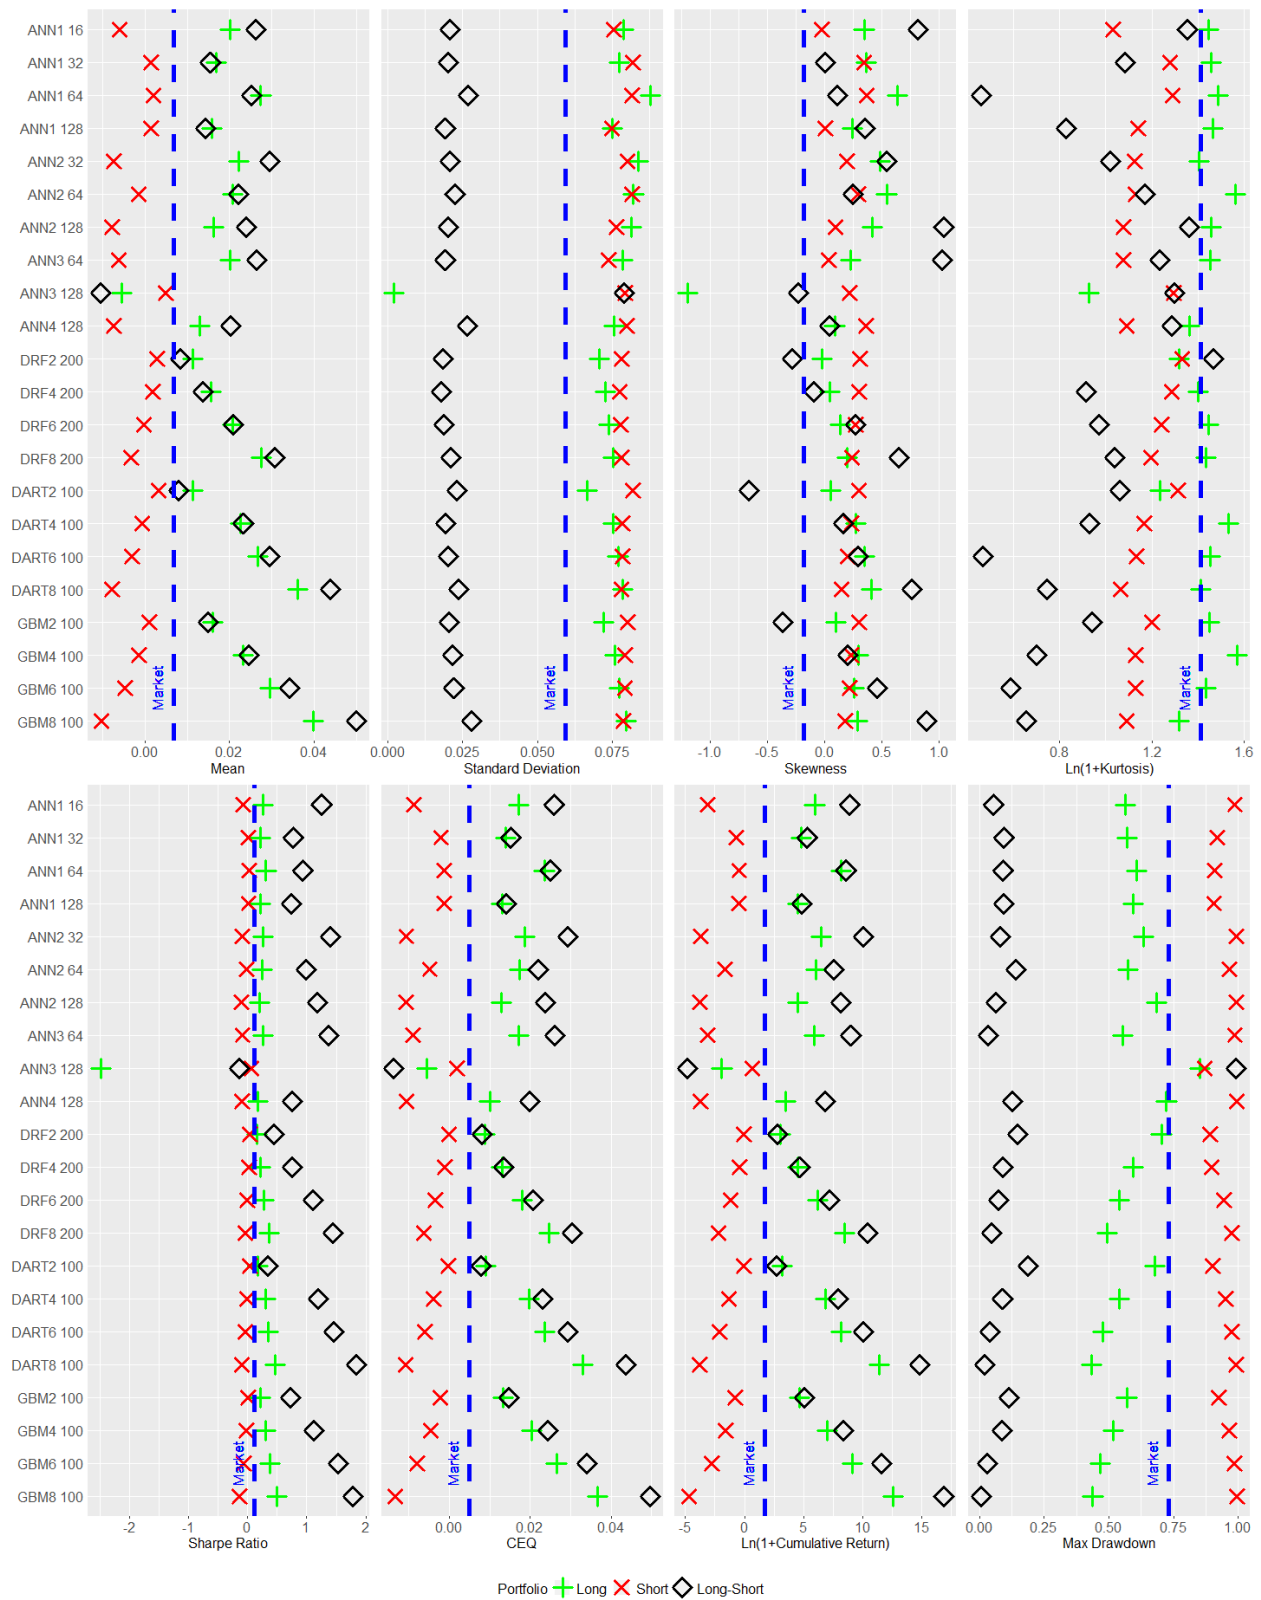 ANN1 16
ANN1 32
ANN1 64
ANN1 128
ANN2 32
ANN2 64
ANN2 128
ANN3 64
ANN3 128
ANN4 128
DRF2 200
DRF4 200
DRF6 200
DRF8 200
DART2 100
DART4 100
DART6 100
DART8 100
GBM2 100
GBM4 100
GBM6 100
GBM8 100
Market Market Market Market
0.00 0.02 0.04 0.000 0.025 0.050 0.075 -1.0 -0.5 0.0 0.5 1.0 0.8 1.2 1.6
Mean Standard Deviation Skewness Ln(1+Kurtosis)
ANN1 16
ANN1 32
ANN1 64
ANN1 128
ANN2 32
ANN2 64
ANN2 128
ANN3 64
ANN3 128
ANN4 128
DRF2 200
DRF4 200
DRF6 200
DRF8 200
DART2 100
DART4 100
DART6 100
DART8 100
GBM2 100
GBM4 100
GBM6 100
GBM8 100
Market Market Market Market
-2 -1 0 1 2 0.00 0.02 0.04 -5 0 5 10 15 0.00 0.25 0.50 0.75 1.00
Sharpe Ratio CEQ Ln(1+Cumulative Return) Max Drawdown
Portfolio Long Short Long-Short